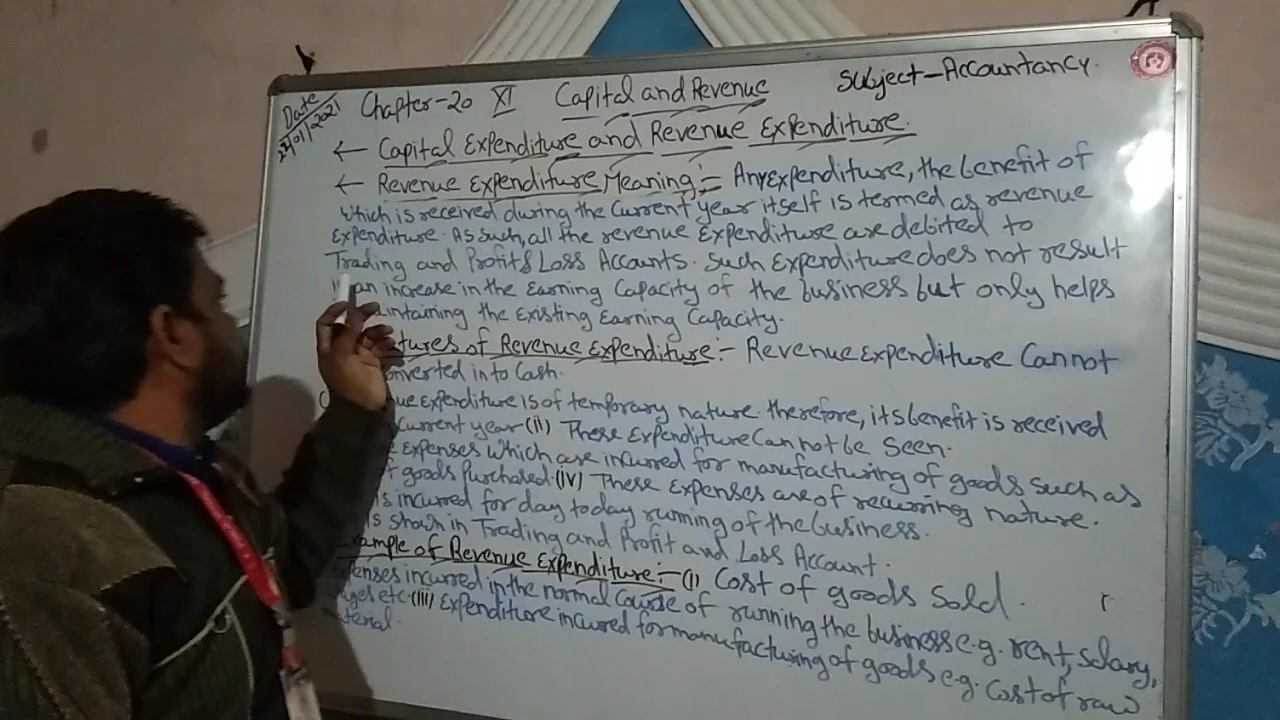 Date
22/01/2021
Chapter-20 XI Capital and Revenue Subject-Accountancy.
← Capital Expenditure and Revenue Expenditure.
← Revenue Expenditure Meaning:- Any Expenditure, the benefit of
which is received during the current year itself is termed as revenue
Expenditure. As such, all the revenue Expenditure are debited to
Trading and Profit & Loss Accounts. Such Expenditure does not result
an increase in the Earning Capacity of the business but only helps
the Existing Earning Capacity.
of Revenue Expenditure:- Revenue Expenditure Cannot
into Cash.
Expenditure is of temporary nature therefore, its benefit is received
current year (ii) These Expenditure Can not be Seen.
Expenses which are incurred for manufacturing of goods such as
goods Purchased. (iv) These Expenses are of recurring nature.
is incurred for day today running of the business.
is shown in Trading and Profit and Loss Account.
of Revenue Expenditure:- (i) Cost of goods Sold.
incurred in the normal Course of running the business e.g. rent, Salary,
etc. (iii) Expenditure incurred for manufacturing of goods e.g. Cost of raw